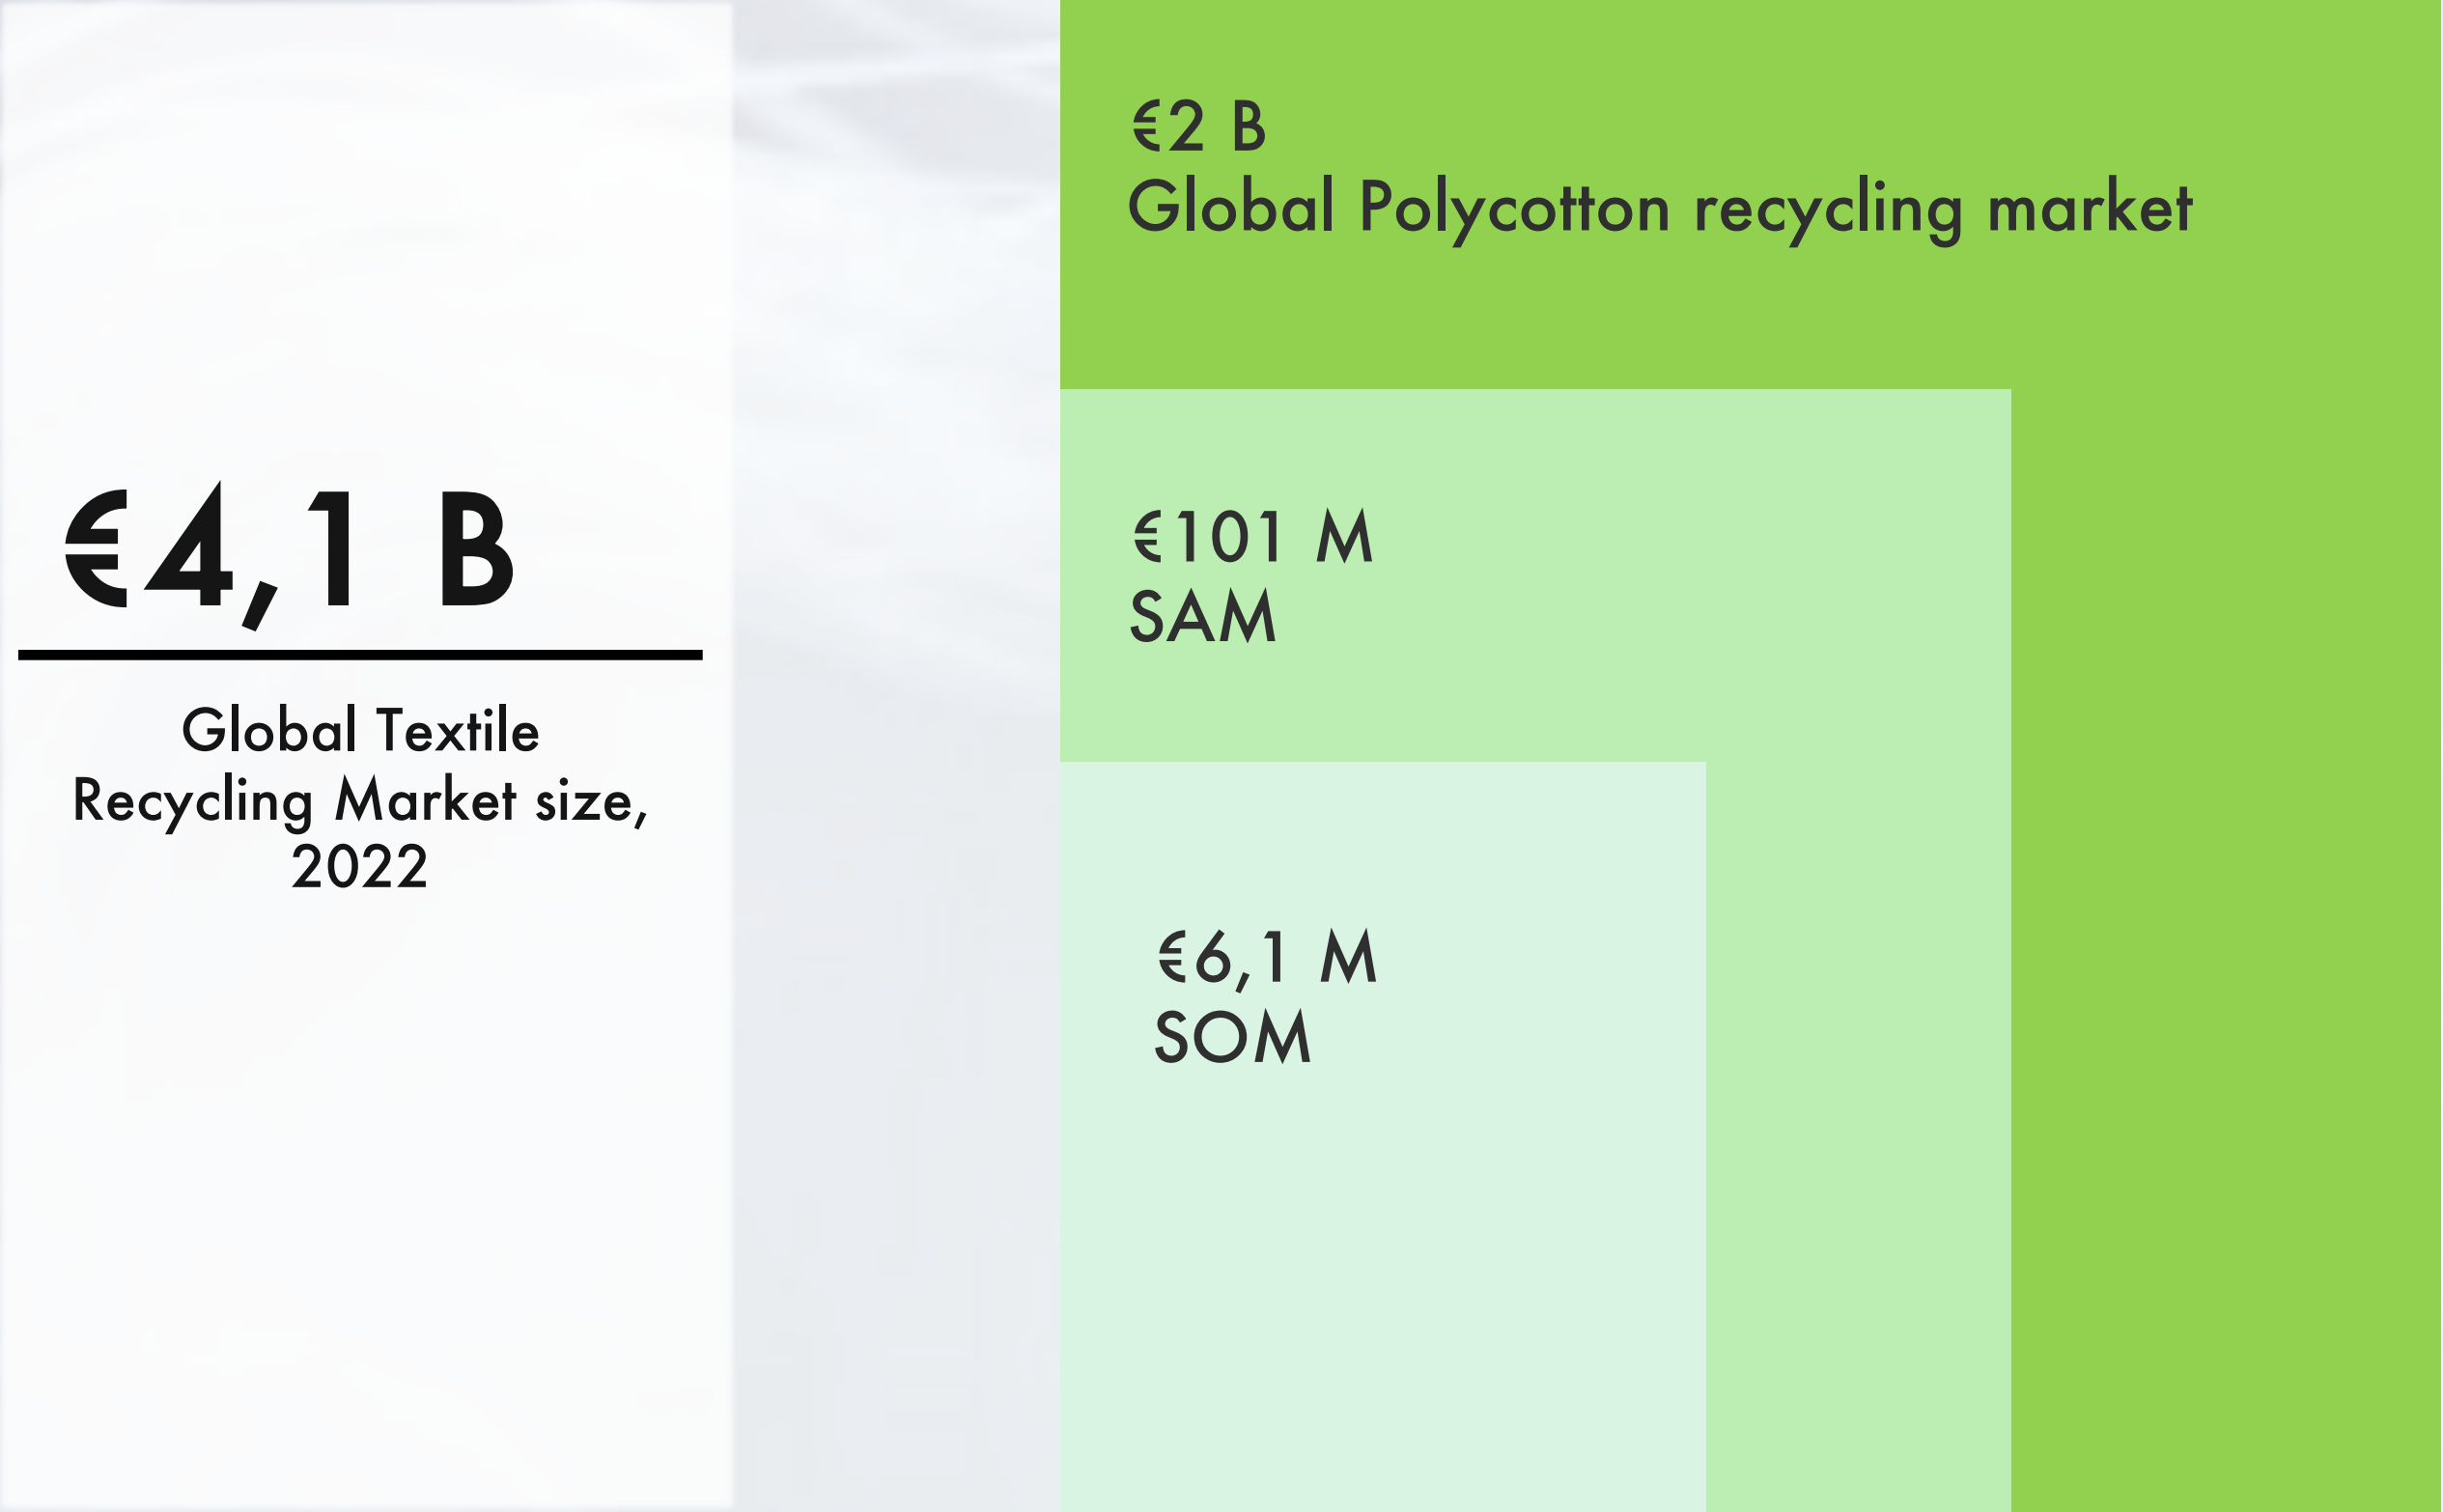 €4,1 B
Global Textile
Recycling Market size,
2022
€2 B
Global Polycotton recycling market
€101 M
SAM
€6,1 M
SOM